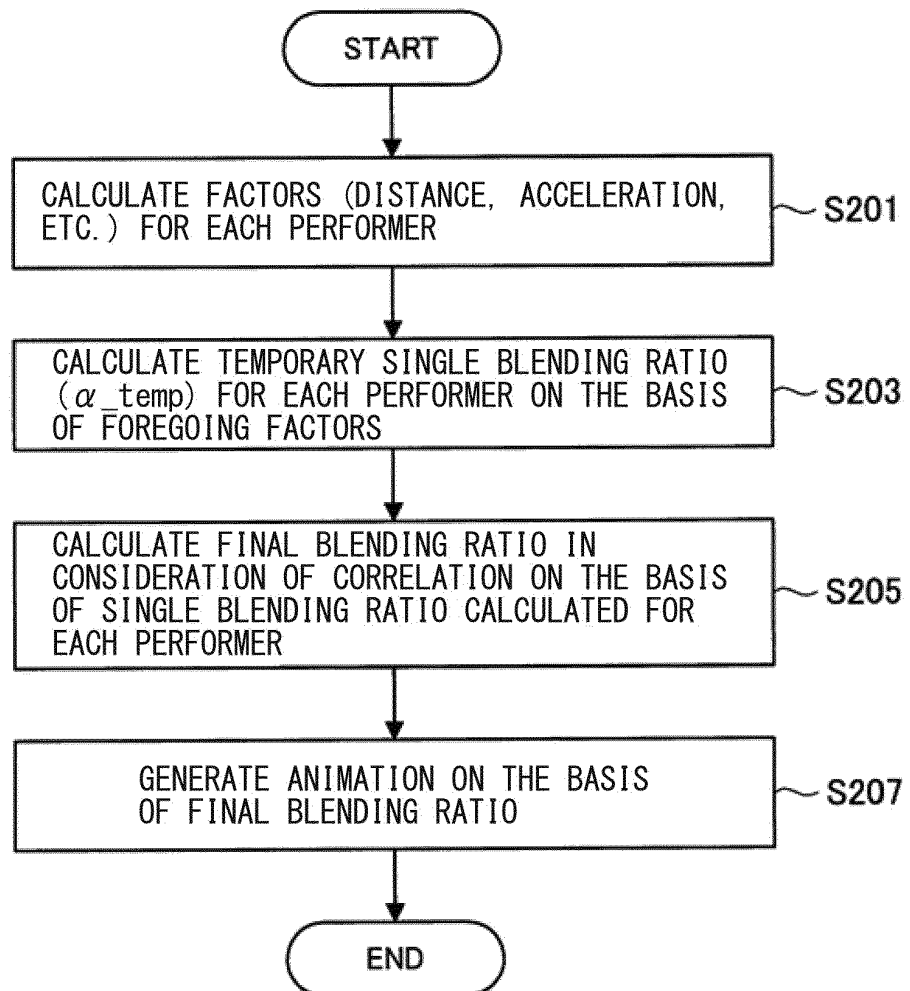 START
CALCULATE FACTORS (DISTANCE, ACCELERATION,
ETC.) FOR EACH PERFORMER
S201
CALCULATE TEMPORARY SINGLE BLENDING RATIO
(α_temp) FOR EACH PERFORMER ON THE BASIS
OF FOREGOING FACTORS
S203
CALCULATE FINAL BLENDING RATIO IN
CONSIDERATION OF CORRELATION ON THE BASIS
OF SINGLE BLENDING RATIO CALCULATED FOR
EACH PERFORMER
S205
GENERATE ANIMATION ON THE BASIS
OF FINAL BLENDING RATIO
S207
END